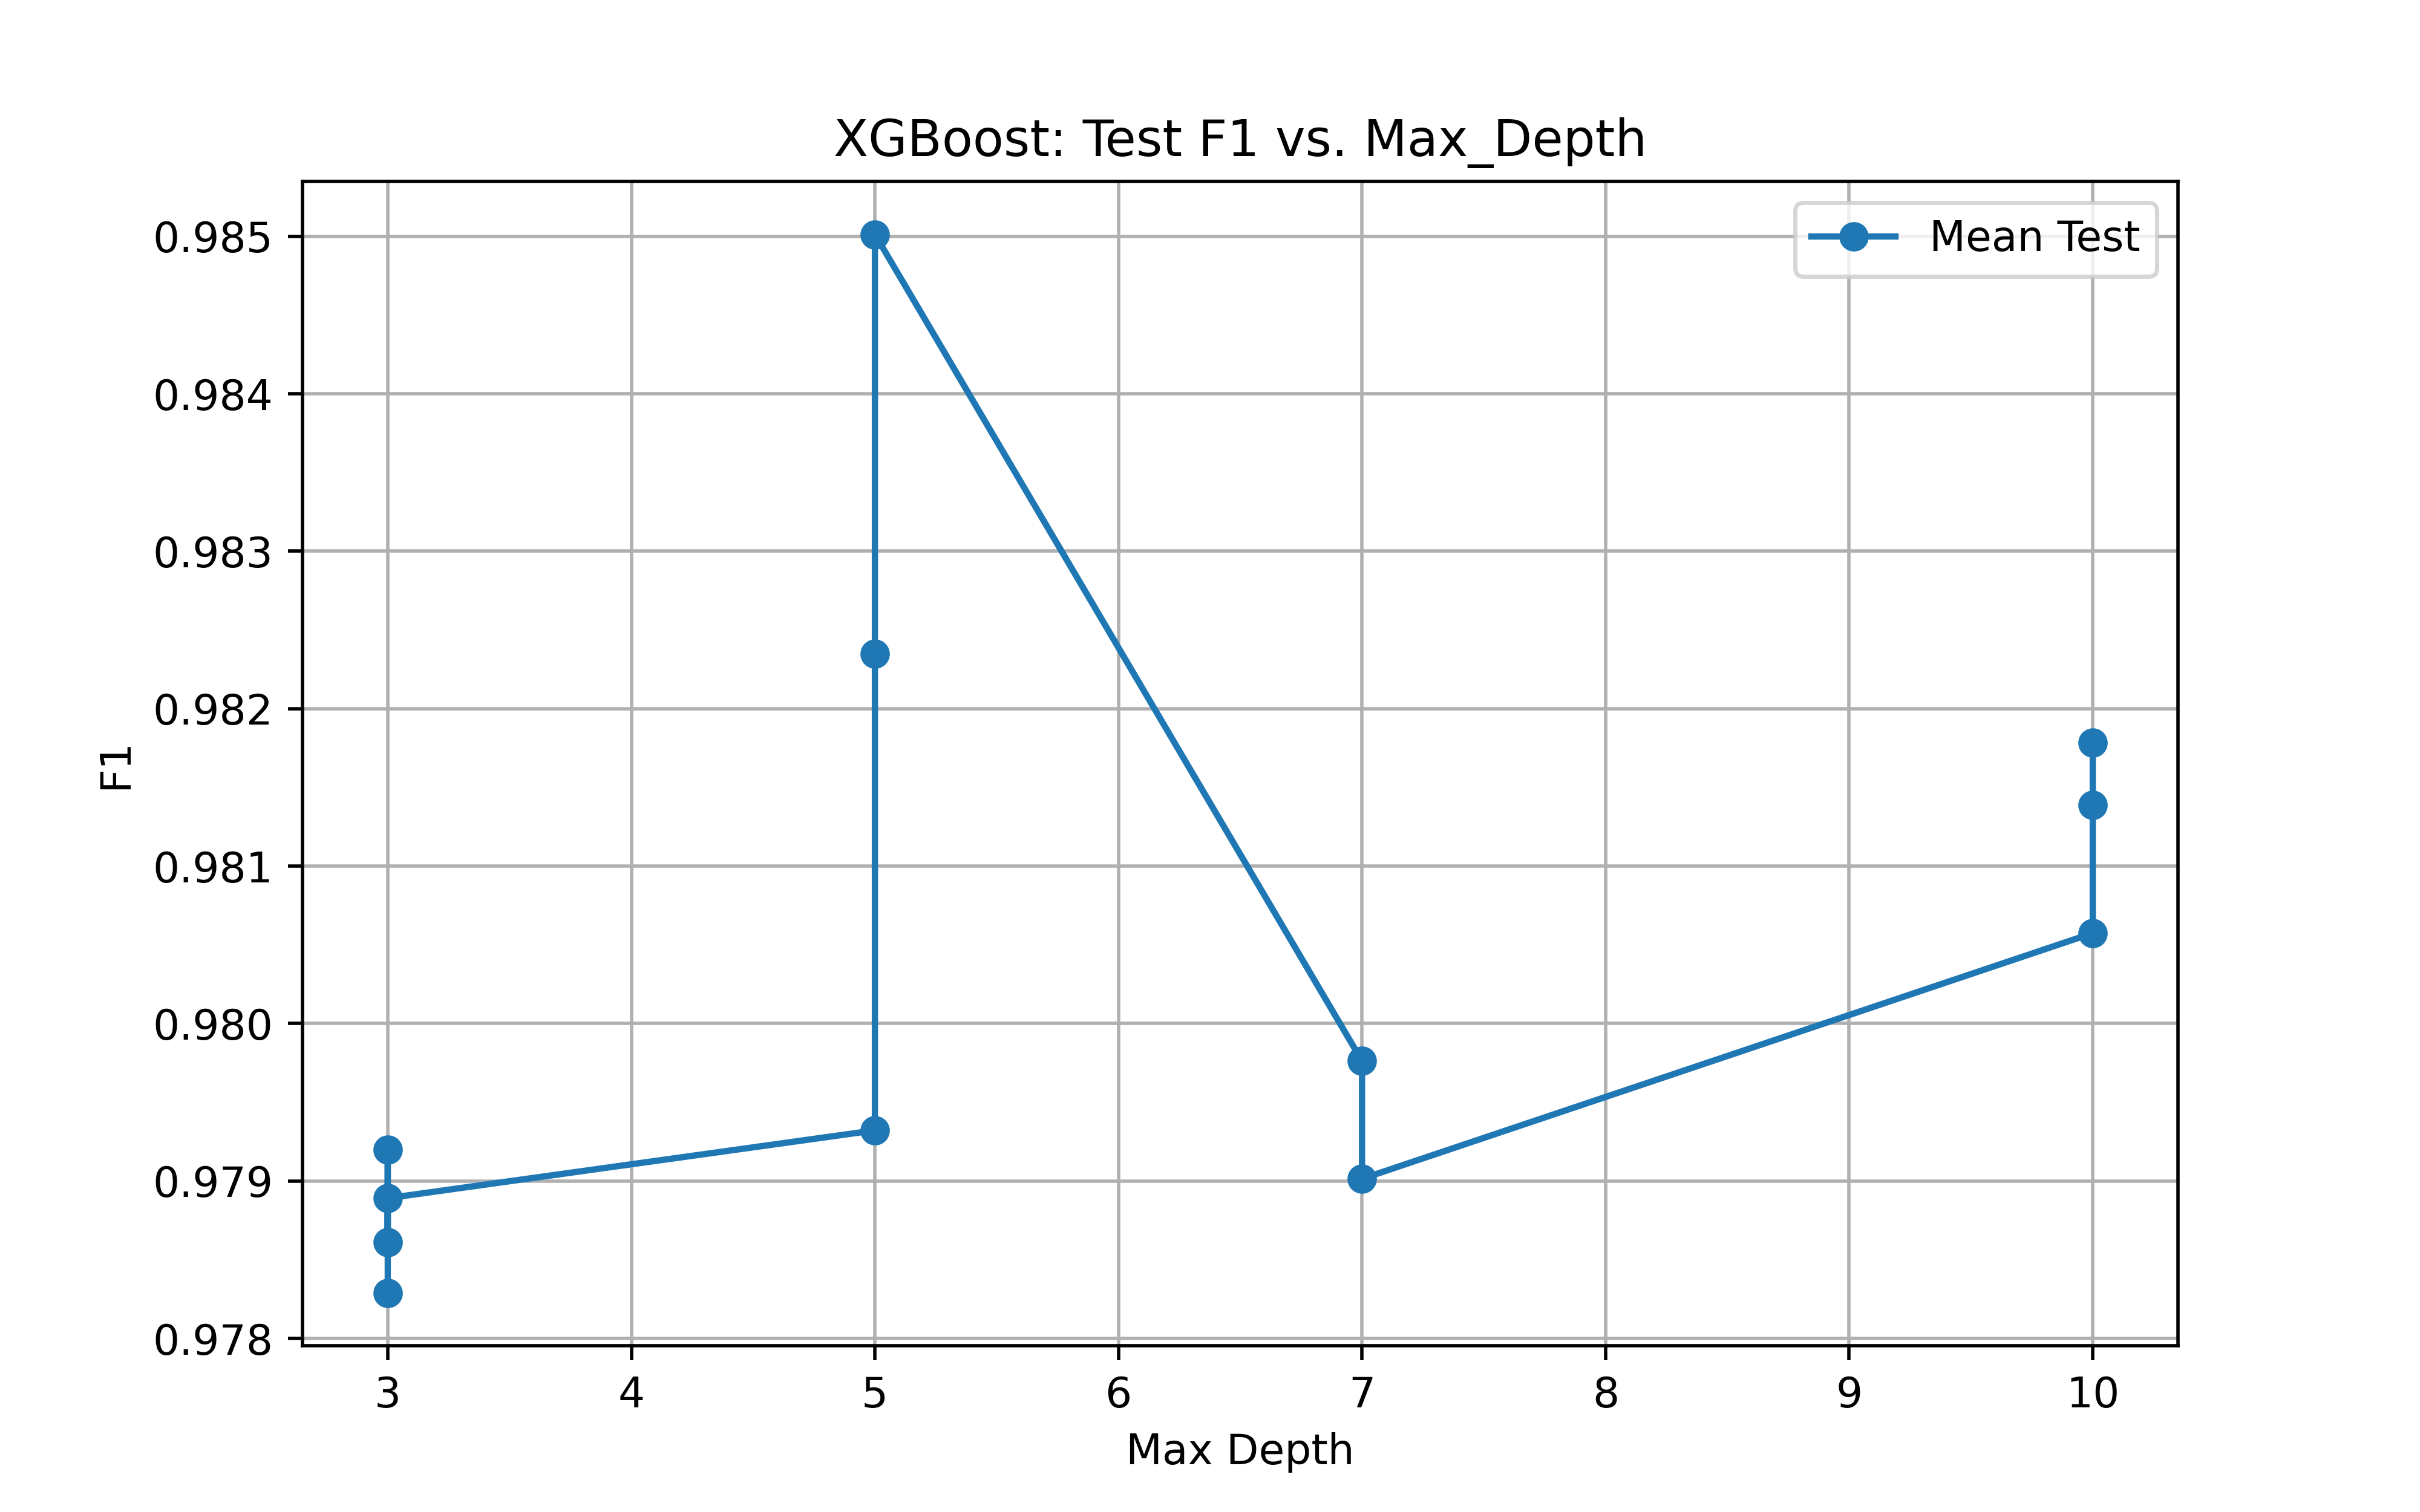 XGBoost: Test F1 vs. Max_Depth
Mean Test
0.985
0.984
0.983
0.982
0.981
0.980
0.979
0.978
F1
3 4 5 6 7 8 9 10
Max Depth